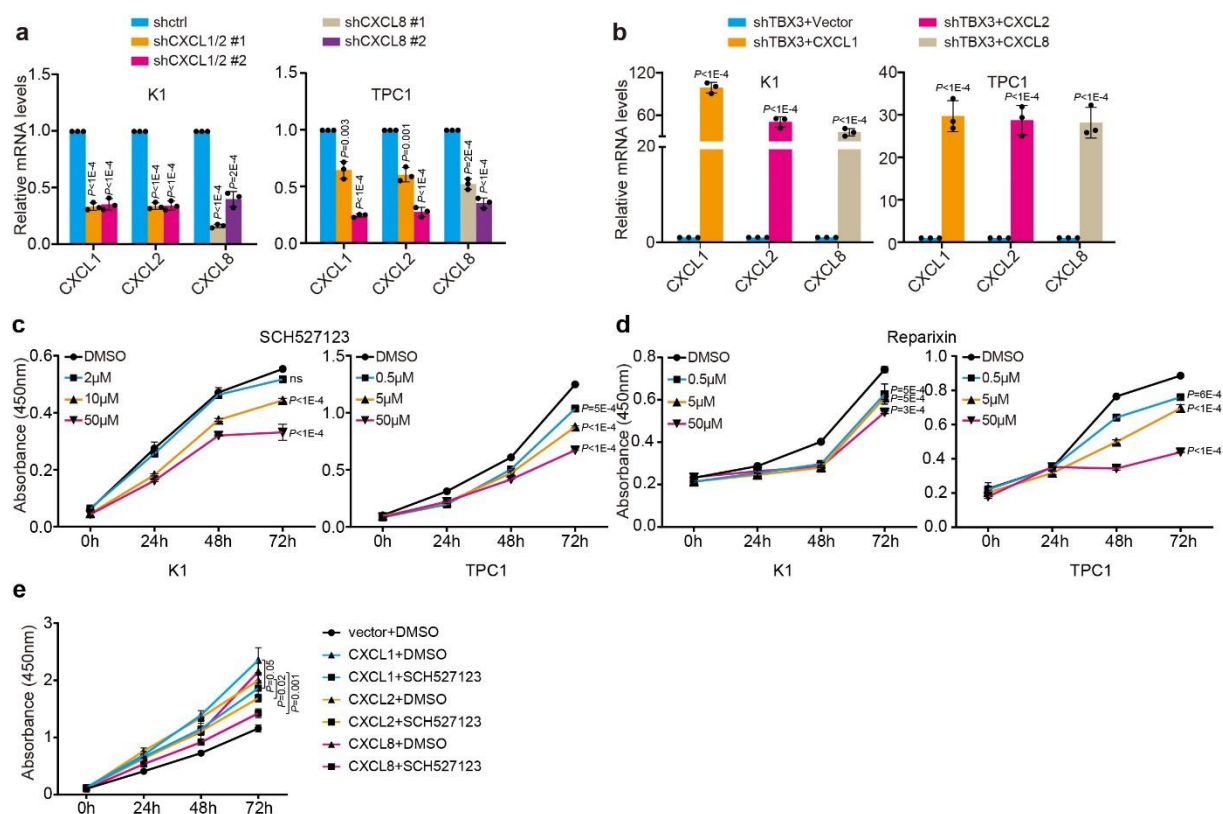 a
shctrl
shCXCL1/2 #1
shCXCL1/2 #2
shCXCL8 #1
shCXCL8 #2
Relative mRNA levels
1.5
1.0
0.5
0.0
K1
P<1E-4
P<1E-4
P<1E-4
P<1E-4
P<1E-4
P=2E-4
CXCL1
CXCL2
CXCL8
1.5
1.0
0.5
0.0
TPC1
P=0.003
P<1E-4
P=0.001
P<1E-4
P=2E-4
P<1E-4
CXCL1
CXCL2
CXCL8
b
shTBX3+Vector
shTBX3+CXCL1
shTBX3+CXCL2
shTBX3+CXCL8
Relative mRNA levels
120
60
20
0
K1
P<1E-4
P<1E-4
P<1E-4
CXCL1
CXCL2
CXCL8
40
30
20
10
0
TPC1
P<1E-4
P<1E-4
P<1E-4
CXCL1
CXCL2
CXCL8
c
SCH527123
Absorbance (450nm)
0.6
0.4
0.2
0.0
DMSO
2μM
10μM
50μM
ns
P<1E-4
P<1E-4
0h 24h 48h 72h
K1
1.5
1.0
0.5
0.0
DMSO
0.5μM
5μM
50μM
P=5E-4
P<1E-4
P<1E-4
0h 24h 48h 72h
TPC1
d
Reparixin
Absorbance (450nm)
0.8
0.6
0.4
0.2
0.0
DMSO
0.5μM
5μM
50μM
P=5E-4
P=5E-4
P=3E-4
0h 24h 48h 72h
K1
1.0
0.8
0.6
0.4
0.2
0.0
DMSO
0.5μM
5μM
50μM
P=6E-4
P<1E-4
P<1E-4
0h 24h 48h 72h
TPC1
e
Absorbance (450nm)
3
2
1
0
P=0.05
P=0.02
P=0.001
0h 24h 48h 72h
vector+DMSO
CXCL1+DMSO
CXCL1+SCH527123
CXCL2+DMSO
CXCL2+SCH527123
CXCL8+DMSO
CXCL8+SCH527123